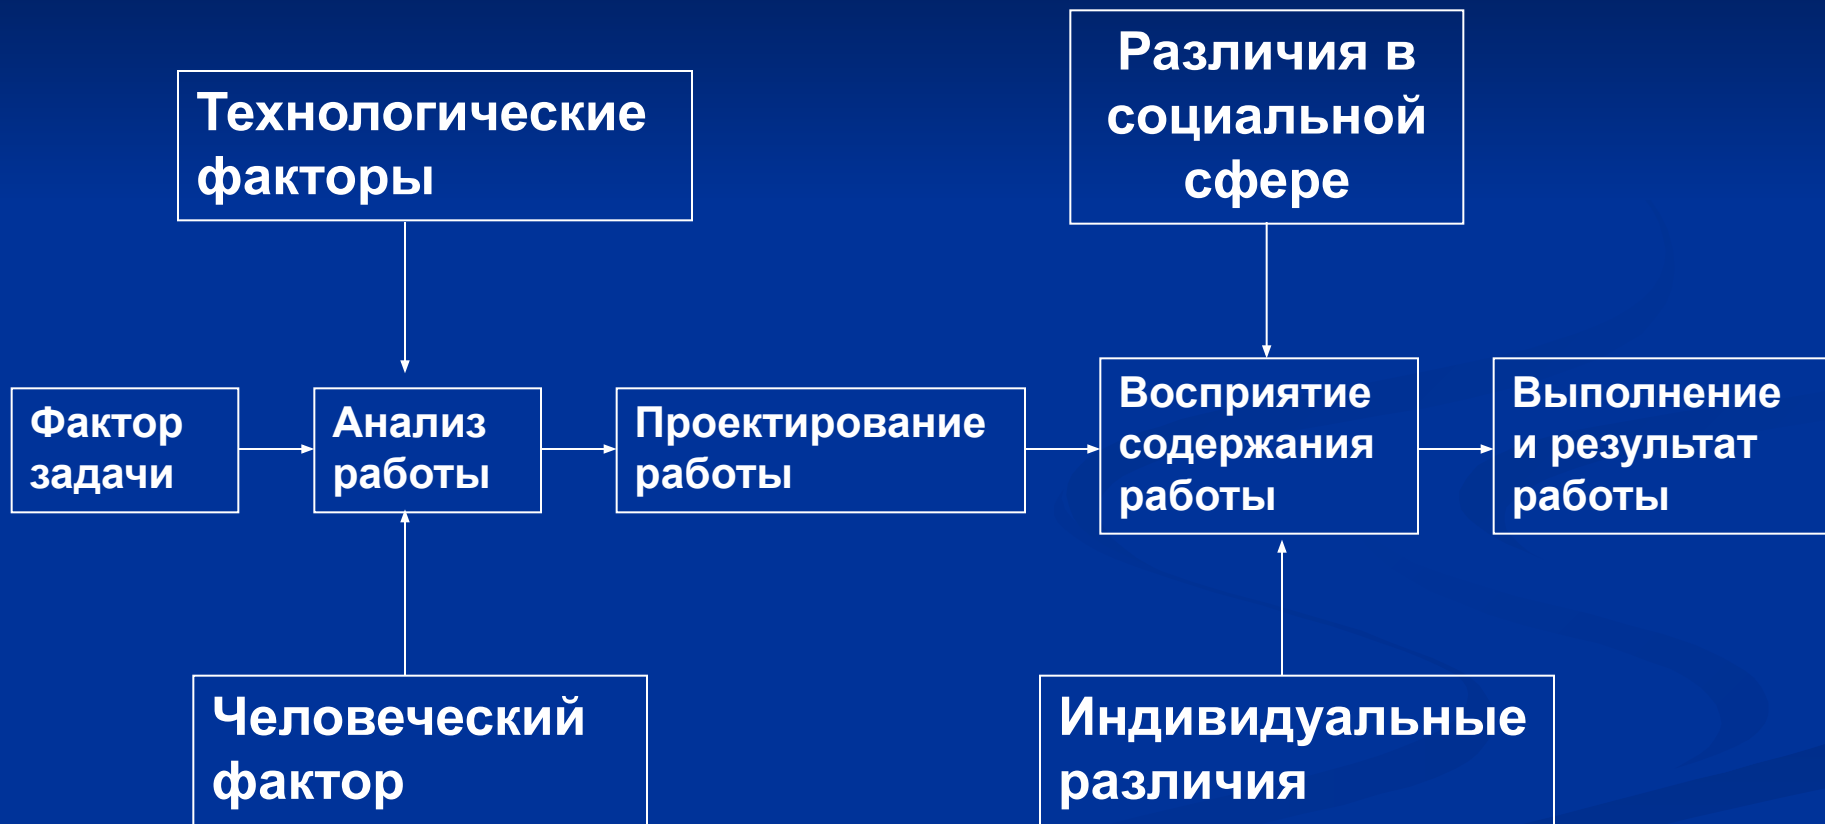 Технологические
факторы
Различия в
социальной
сфере
Фактор
задачи
Анализ
работы
Проектирование
работы
Восприятие
содержания
работы
Выполнение
и результат
работы
Человеческий
фактор
Индивидуальные
различия